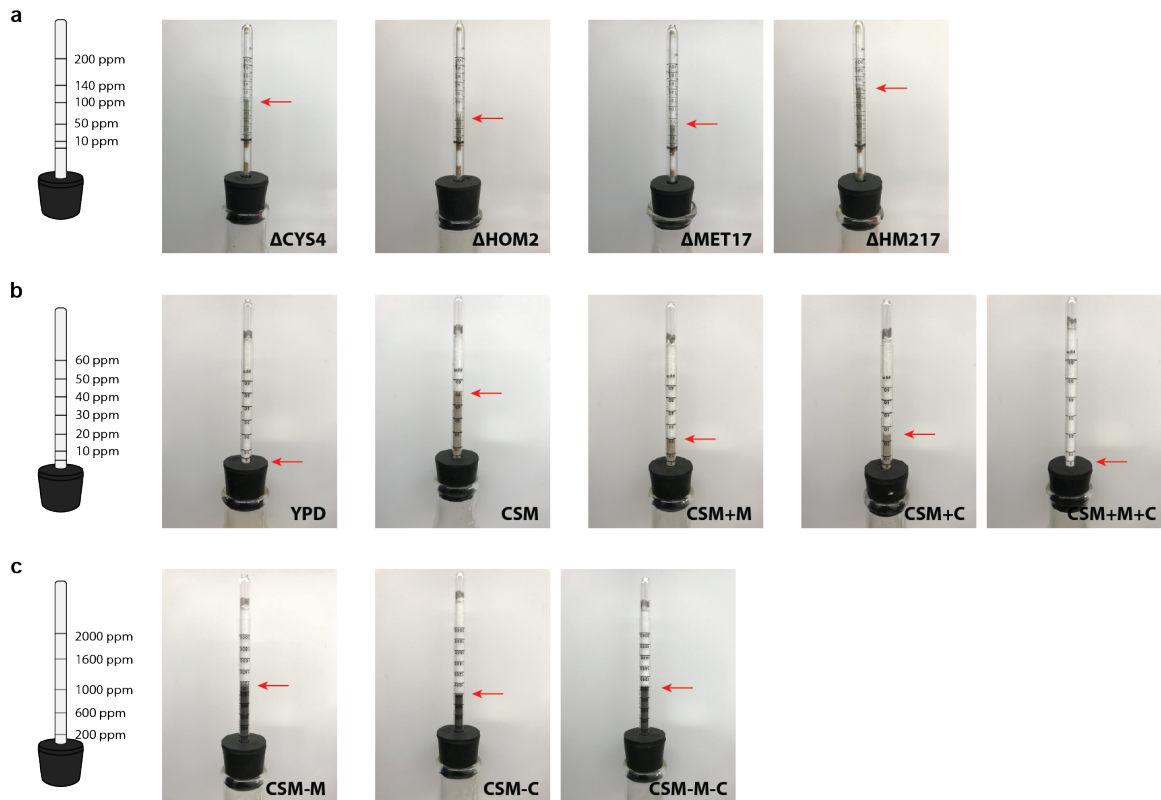 a
200 ppm
140 ppm
100 ppm
50 ppm
10 ppm
ΔCYS4
ΔHOM2
ΔMET17
ΔHM217
b
60 ppm
50 ppm
40 ppm
30 ppm
20 ppm
10 ppm
YPD
CSM
CSM+M
CSM+C
CSM+M+C
c
2000 ppm
1600 ppm
1000 ppm
600 ppm
200 ppm
CSM-M
CSM-C
CSM-M-C